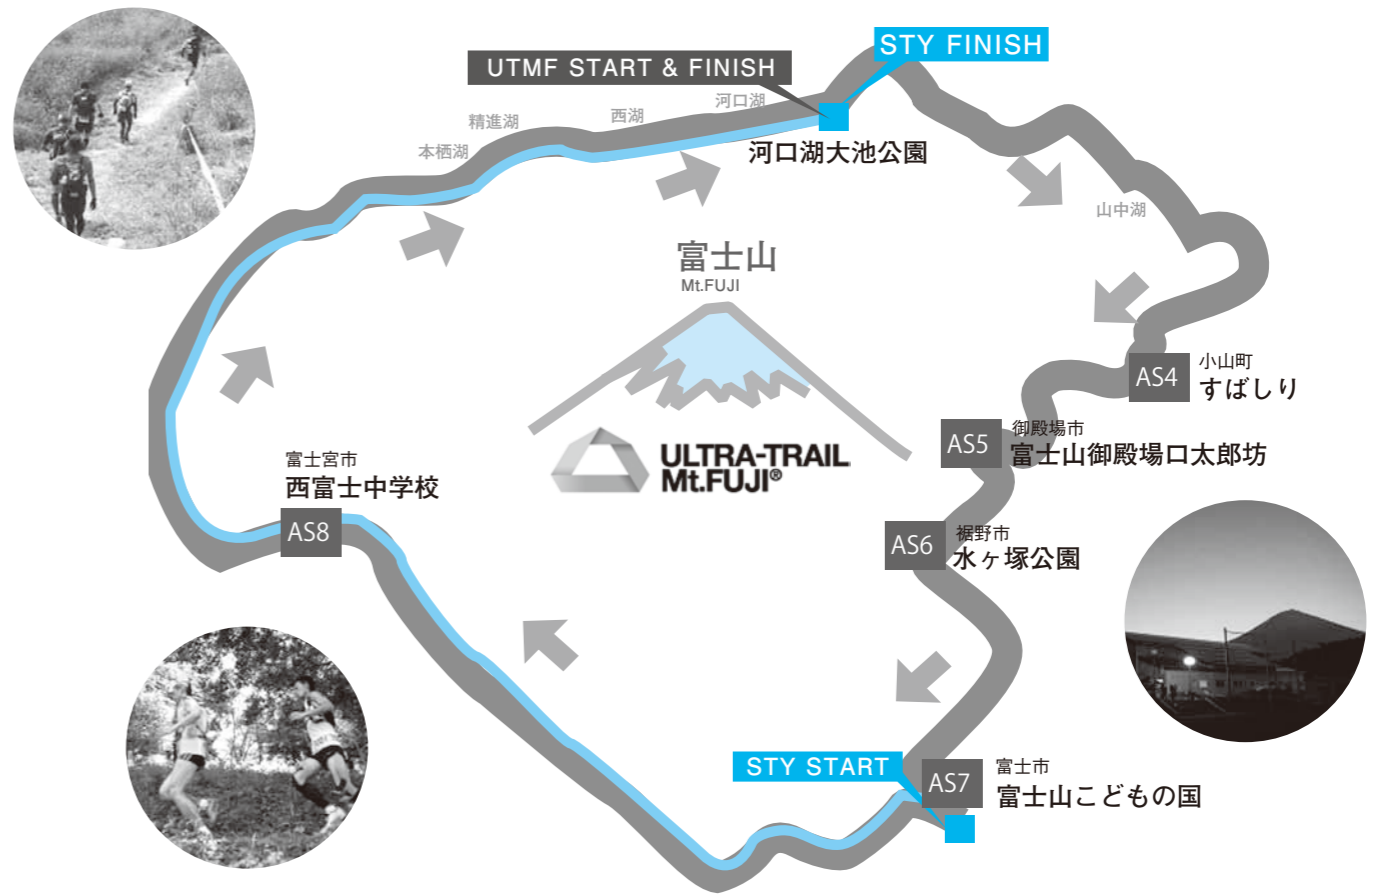 STY FINISH
UTMF START & FINISH
河口湖
西湖
精進湖
本栖湖
河口湖大池公園
山中湖
富士山
Mt.FUJI
AS4
小山町
すばしり
AS5
御殿場市
富士山御殿場口太郎坊
ULTRA-TRAIL
Mt.FUJI®
富士宮市
西富士中学校
AS8
AS6
裾野市
水ヶ塚公園
STY START
AS7
富士市
富士山こどもの国